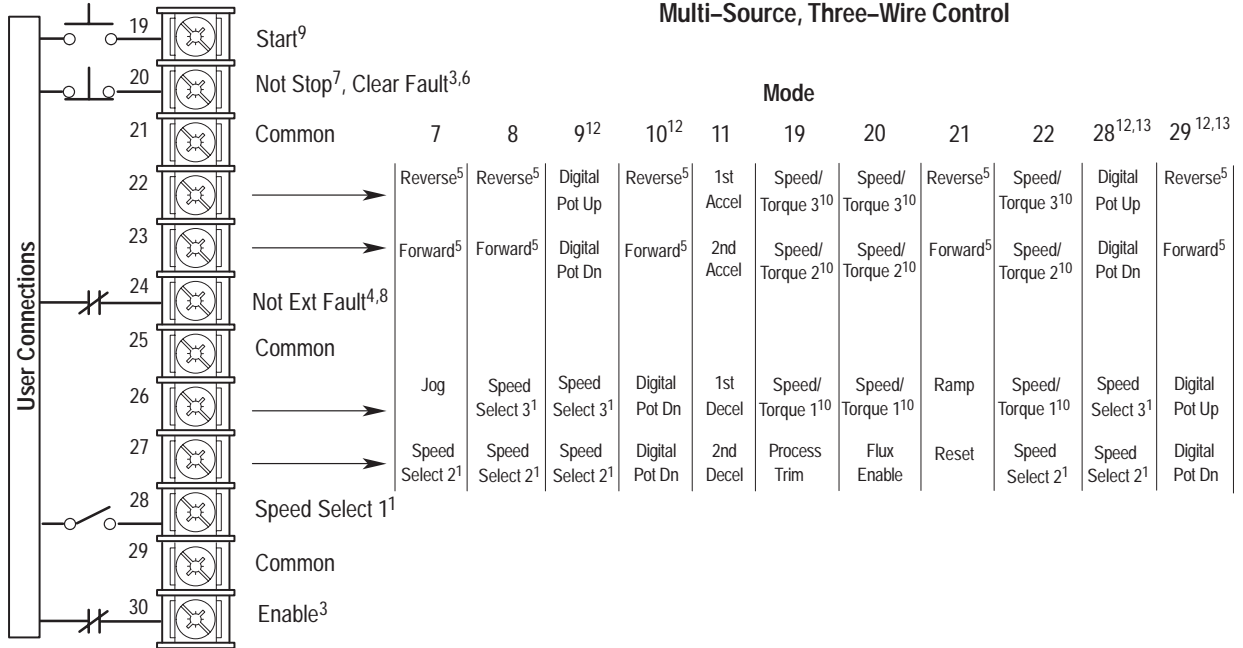 Multi–Source, Three–Wire Control
User Connections
19 Start9
20 Not Stop7, Clear Fault3,6
Mode
21 Common 7 8 912 1012 11 19 20 21 22 2812,13 29 12,13
22 Reverse5 Reverse5 Digital Reverse5 1st Speed/ Speed/ Reverse5 Speed/ Digital Reverse5
Pot Up Accel Torque 310 Torque 310 Torque 310 Pot Up
23 Forward5 Forward5 Digital Forward5 2nd Speed/ Speed/ Forward5 Speed/ Digital Forward5
Pot Dn Accel Torque 210 Torque 210 Torque 210 Pot Dn
24 Not Ext Fault4,8
25 Common
26 Jog Speed Speed Digital 1st Speed/ Speed/ Ramp Speed/ Speed Digital
Select 31 Select 31 Pot Dn Decel Torque 110 Torque 110 Torque 110 Select 31 Pot Up
27 Speed Speed Speed Digital 2nd Process Flux Reset Speed Speed Digital
Select 21 Select 21 Select 21 Pot Dn Decel Trim Enable Select 21 Select 21 Pot Dn
28 Speed Select 11
29 Common
30 Enable3